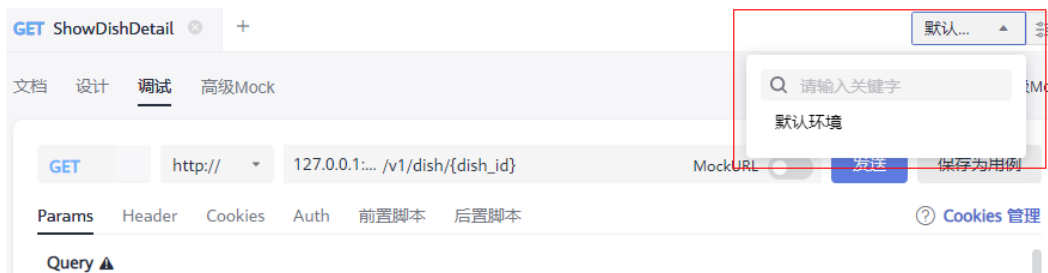 GET ShowDishDetail + 默认...
请输入关键字
默认环境
文档 设计 调试 高级Mock
GET http:// 127.0.0.1:... /v1/dish/{dish_id} MockURL 发送 保存为用例
Params Header Cookies Auth 前置脚本 后置脚本 Cookies 管理
Query